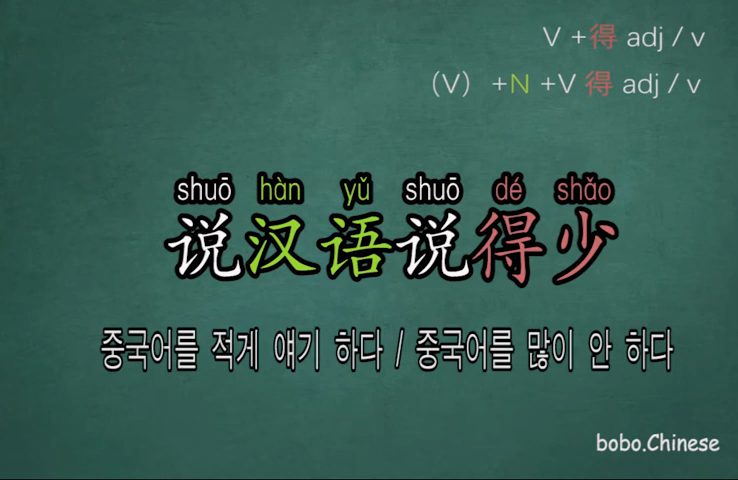 V +得 adj / v
（V） +N +V 得 adj / v
shuō hàn yǔ shuō dé shǎo
说汉语说得少
중국어를 적게 얘기 하다 / 중국어를 많이 안 하다
bobo.Chinese